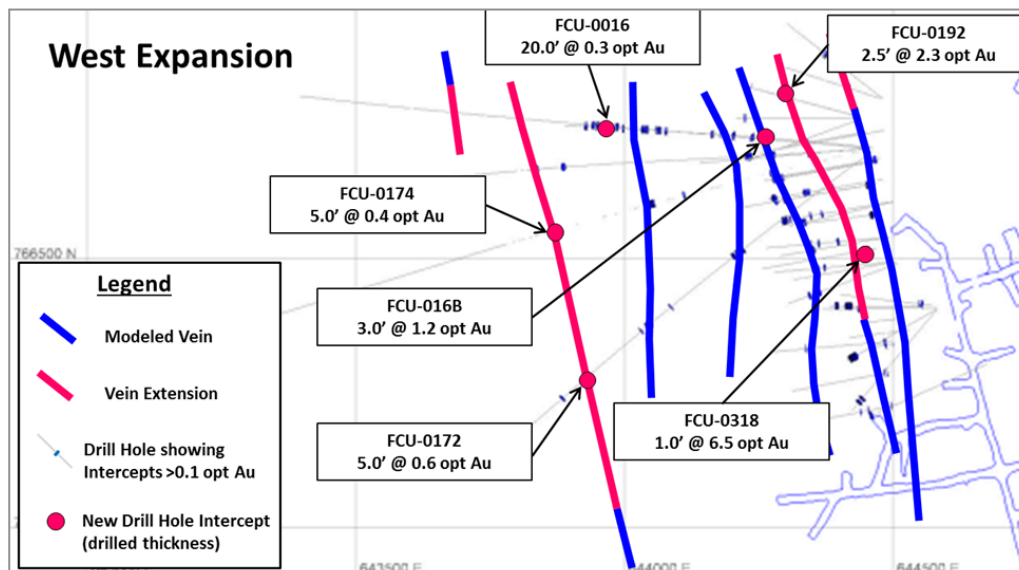 West Expansion
FCU-0016
20.0’ @ 0.3 opt Au
FCU-0192
2.5’ @ 2.3 opt Au
FCU-0174
5.0’ @ 0.4 opt Au
766500 N
FCU-016B
3.0’ @ 1.2 opt Au
FCU-0318
1.0’ @ 6.5 opt Au
FCU-0172
5.0’ @ 0.6 opt Au
Legend
Modeled Vein
Vein Extension
Drill Hole showing
Intercepts >0.1 opt Au
New Drill Hole Intercept
(drilled thickness)
643500 E
644000 E
644500 E